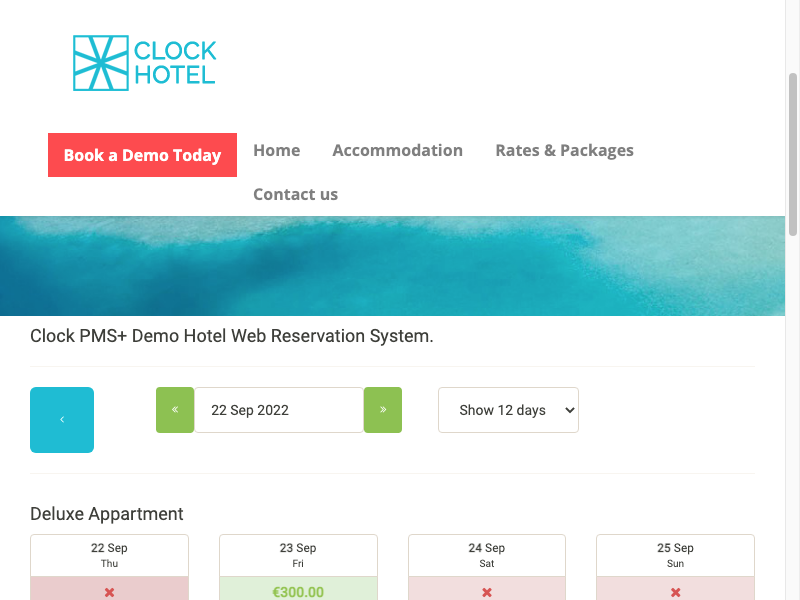 CLOCK
HOTEL
Book a Demo Today
Home
Accommodation
Rates & Packages
Contact us
Clock PMS+ Demo Hotel Web Reservation System.
‹
«
22 Sep 2022
»
Show 12 days
Deluxe Appartment
22 Sep
Thu
23 Sep
Fri
24 Sep
Sat
25 Sep
Sun
€300.00